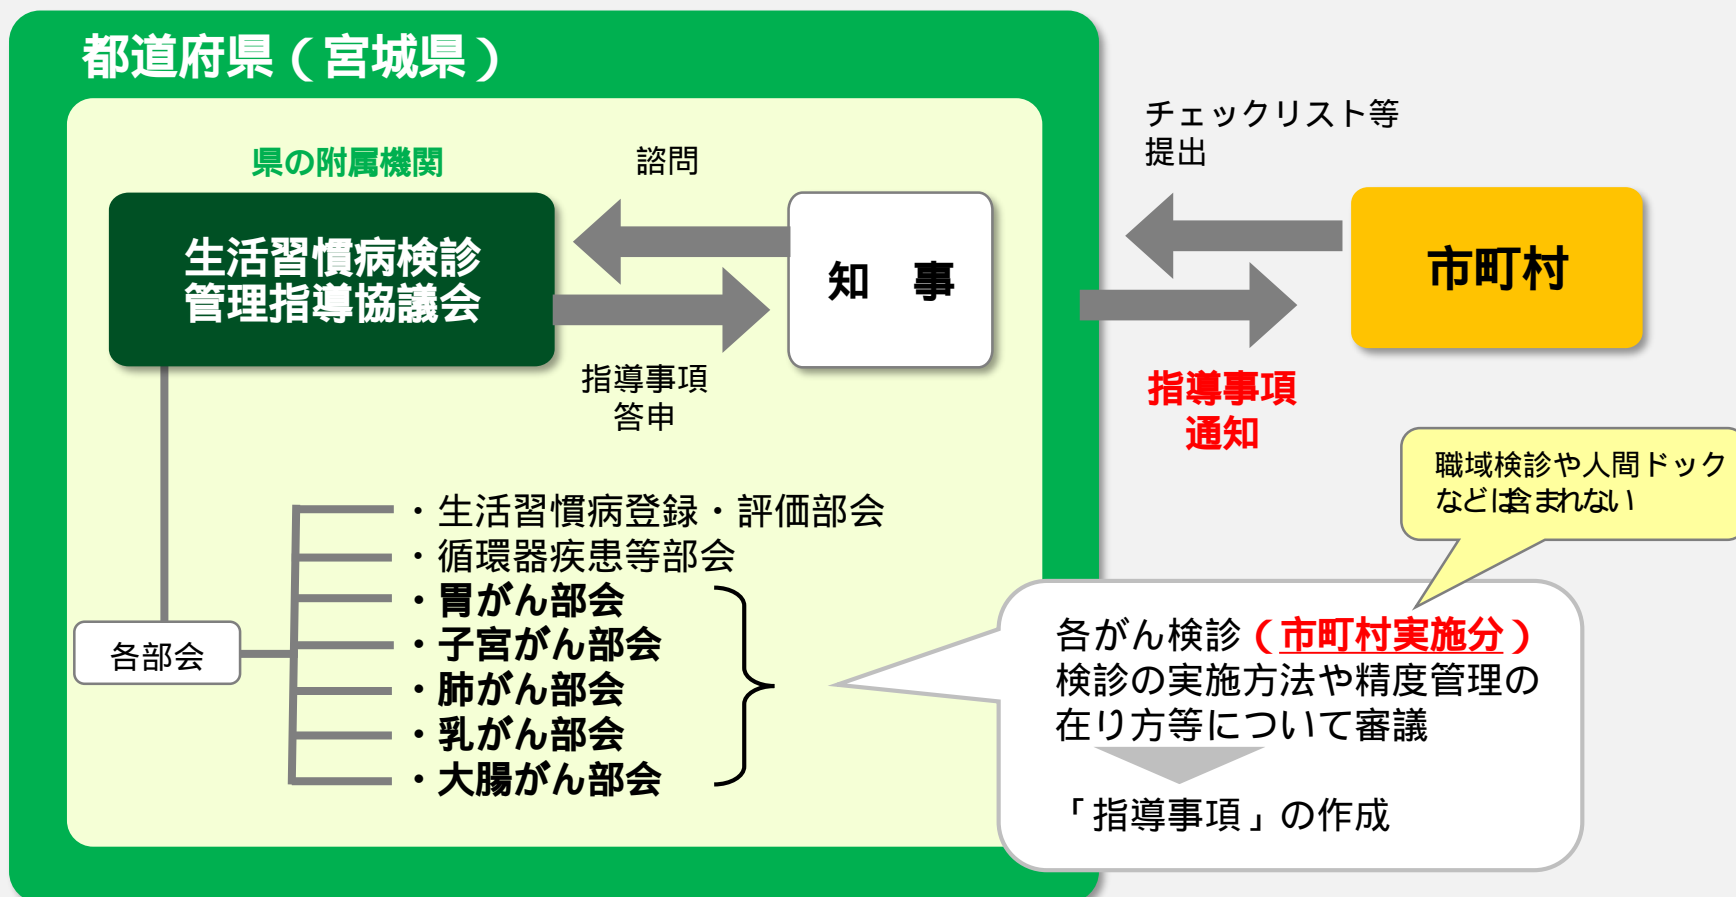 都道府県（宮城県）
県の附属機関
諮問
生活習慣病検診
管理指導協議会
知　事
指導事項
答申
チェックリスト等
提出
市町村
指導事項
通知
職域検診や人間ドック
などは含まれない
各部会
・生活習慣病登録・評価部会
・循環器疾患等部会
・胃がん部会
・子宮がん部会
・肺がん部会
・乳がん部会
・大腸がん部会
各がん検診（市町村実施分）
検診の実施方法や精度管理の
在り方等について審議
「指導事項」の作成